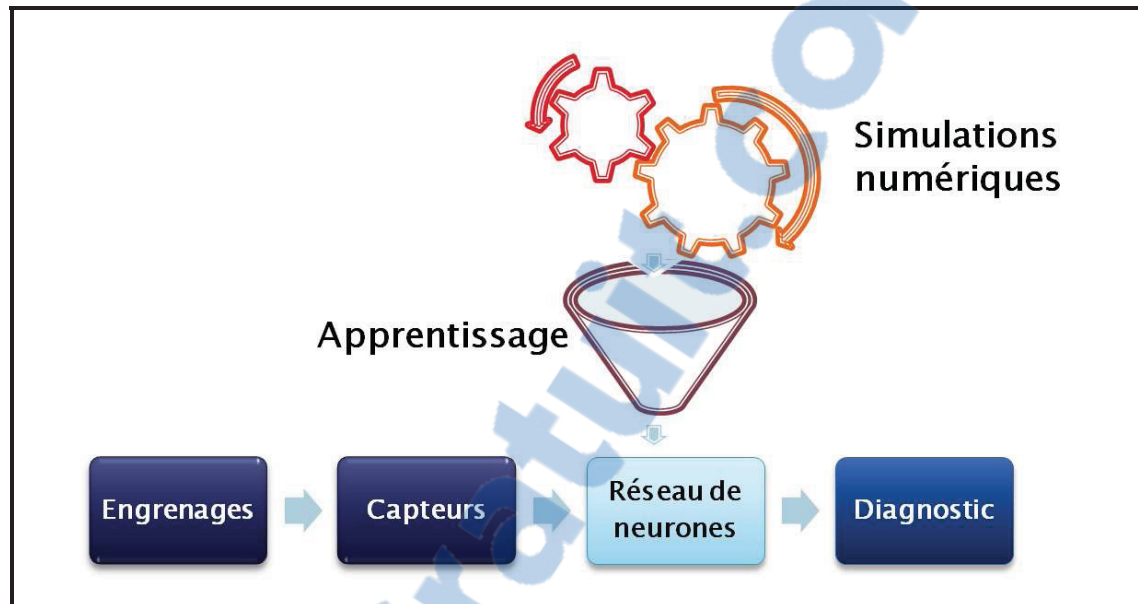 Simulations
numériques
Apprentissage
Engrenages
Capteurs
Réseau de
neurones
Diagnostic